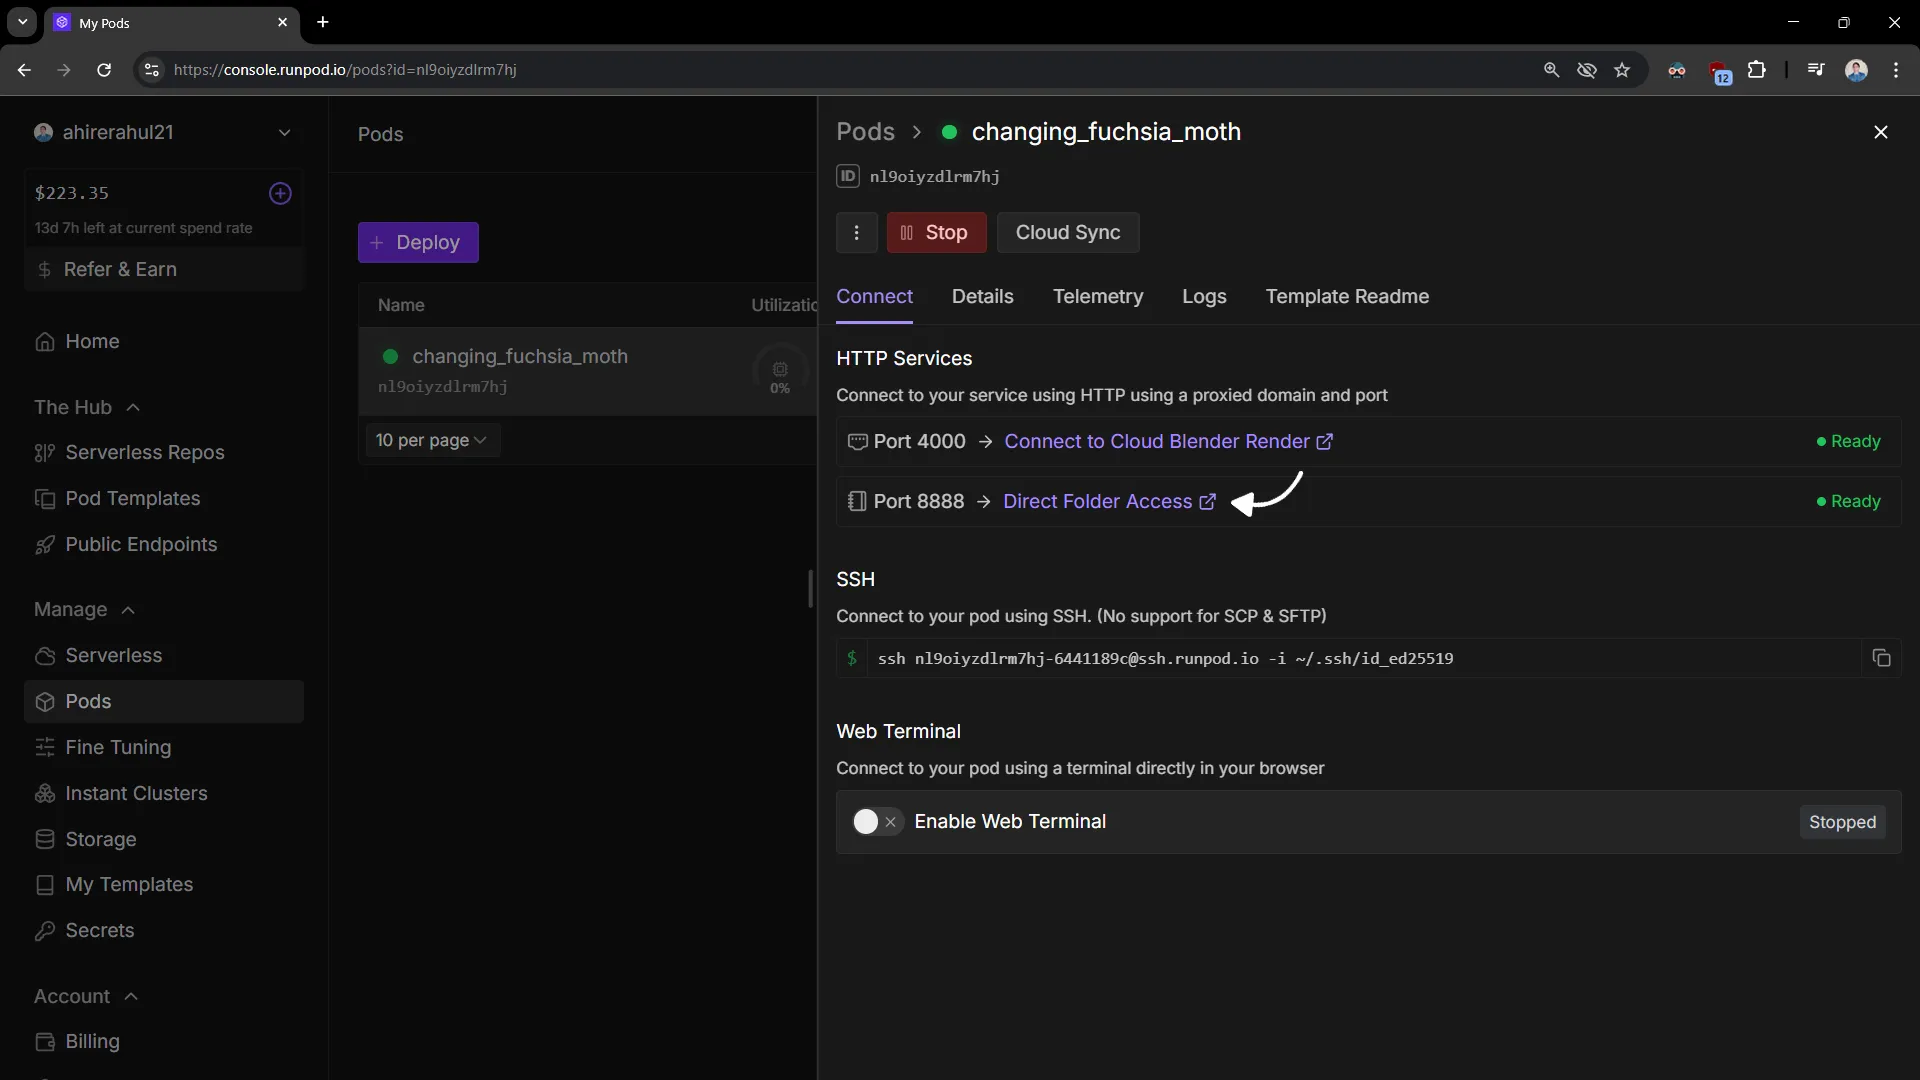 My Pods
https://console.runpod.io/pods?id=nl9oiyzdlrm7hj
12
ahirerahul21
$223.35
13d 7h left at current spend rate
Refer & Earn
Home
The Hub
Serverless Repos
Pod Templates
Public Endpoints
Manage
Serverless
Pods
Fine Tuning
Instant Clusters
Storage
My Templates
Secrets
Account
Billing
Pods
Deploy
Name
Utilizatio
changing_fuchsia_moth
nl9oiyzdlrm7hj
0%
10 per page
Pods > changing_fuchsia_moth
ID nl9oiyzdlrm7hj
Stop
Cloud Sync
Connect Details Telemetry Logs Template Readme
HTTP Services
Connect to your service using HTTP using a proxied domain and port
Port 4000 → Connect to Cloud Blender Render
Ready
Port 8888 → Direct Folder Access
Ready
SSH
Connect to your pod using SSH. (No support for SCP & SFTP)
$ ssh nl9oiyzdlrm7hj-6441189c@ssh.runpod.io -i ~/.ssh/id_ed25519
Web Terminal
Connect to your pod using a terminal directly in your browser
Enable Web Terminal
Stopped